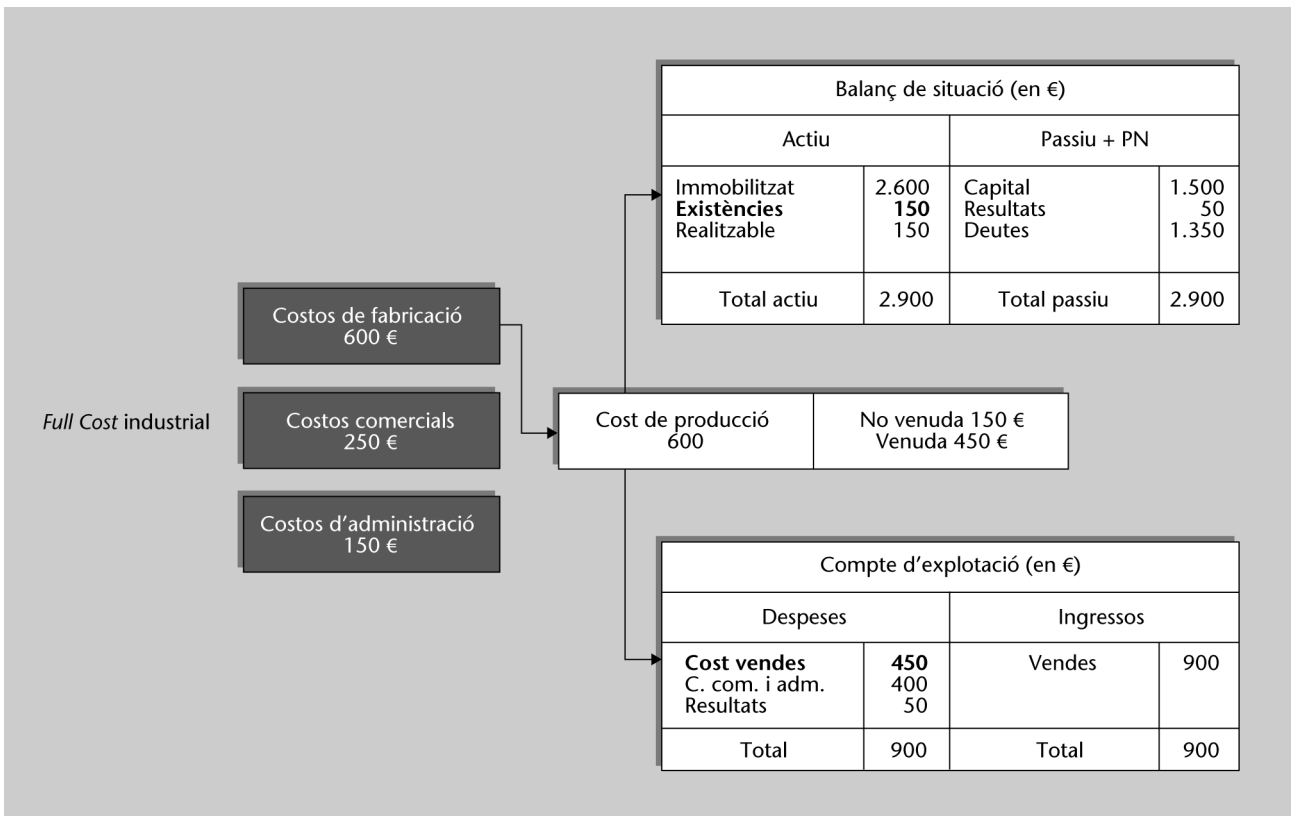 Balanç de situació (en €)
Actiu
Passiu + PN
Immobilitzat 2.600 Capital 1.500
Existències 150 Resultats 50
Realitzable 150 Deutes 1.350
Total actiu 2.900 Total passiu 2.900
Costos de fabricació
600 €
Full Cost industrial
Costos comercials
250 €
Cost de producció
600
No venuda 150 €
Venuda 450 €
Costos d’administració
150 €
Compte d’explotació (en €)
Despeses
Ingressos
Cost vendes 450 Vendes 900
C. com. i adm. 400
Resultats 50
Total 900 Total 900